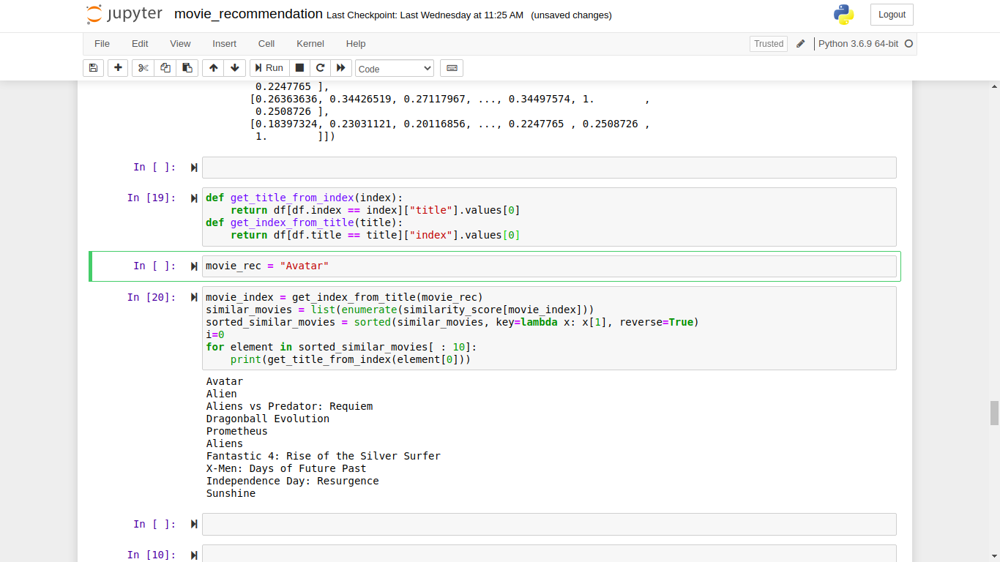 jupyter movie_recommendation Last Checkpoint: Last Wednesday at 11:25 AM (unsaved changes) Logout
File Edit View Insert Cell Kernel Help Trusted Python 3.6.9 64-bit
Run Code
0.2247765 ],
[0.26363636, 0.34426519, 0.27117967, ..., 0.34497574, 1.        ,
0.2508726 ],
[0.18397324, 0.23031121, 0.20116856, ..., 0.2247765 , 0.2508726 ,
1.        ]])
In [ ]:
In [19]: def get_title_from_index(index):
    return df[df.index == index]["title"].values[0]
def get_index_from_title(title):
    return df[df.title == title]["index"].values[0]
In [ ]: movie_rec = "Avatar"
In [20]: movie_index = get_index_from_title(movie_rec)
similar_movies = list(enumerate(similarity_score[movie_index]))
sorted_similar_movies = sorted(similar_movies, key=lambda x: x[1], reverse=True)
i=0
for element in sorted_similar_movies[ : 10]:
    print(get_title_from_index(element[0]))
Avatar
Alien
Aliens vs Predator: Requiem
Dragonball Evolution
Prometheus
Aliens
Fantastic 4: Rise of the Silver Surfer
X-Men: Days of Future Past
Independence Day: Resurgence
Sunshine
In [ ]:
In [10]: